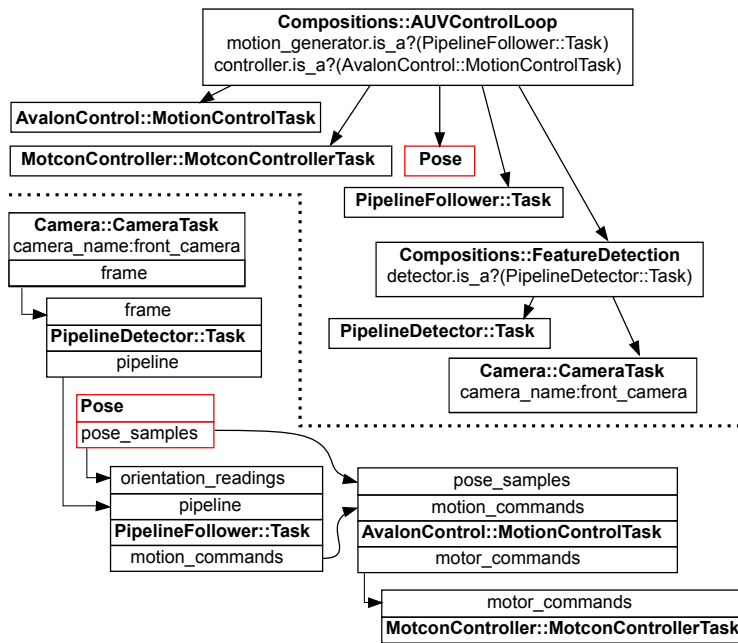 Compositions::AUVControlLoop
motion_generator.is_a?(PipelineFollower::Task)
controller.is_a?(AvalonControl::MotionControlTask)
AvalonControl::MotionControlTask
MotconController::MotconControllerTask
Pose
PipelineFollower::Task
Compositions::FeatureDetection
detector.is_a?(PipelineDetector::Task)
PipelineDetector::Task
Camera::CameraTask
camera_name:front_camera
Camera::CameraTask
camera_name:front_camera
frame
frame
PipelineDetector::Task
pipeline
Pose
pose_samples
orientation_readings
pipeline
PipelineFollower::Task
motion_commands
pose_samples
motion_commands
AvalonControl::MotionControlTask
motor_commands
motor_commands
MotconController::MotconControllerTask